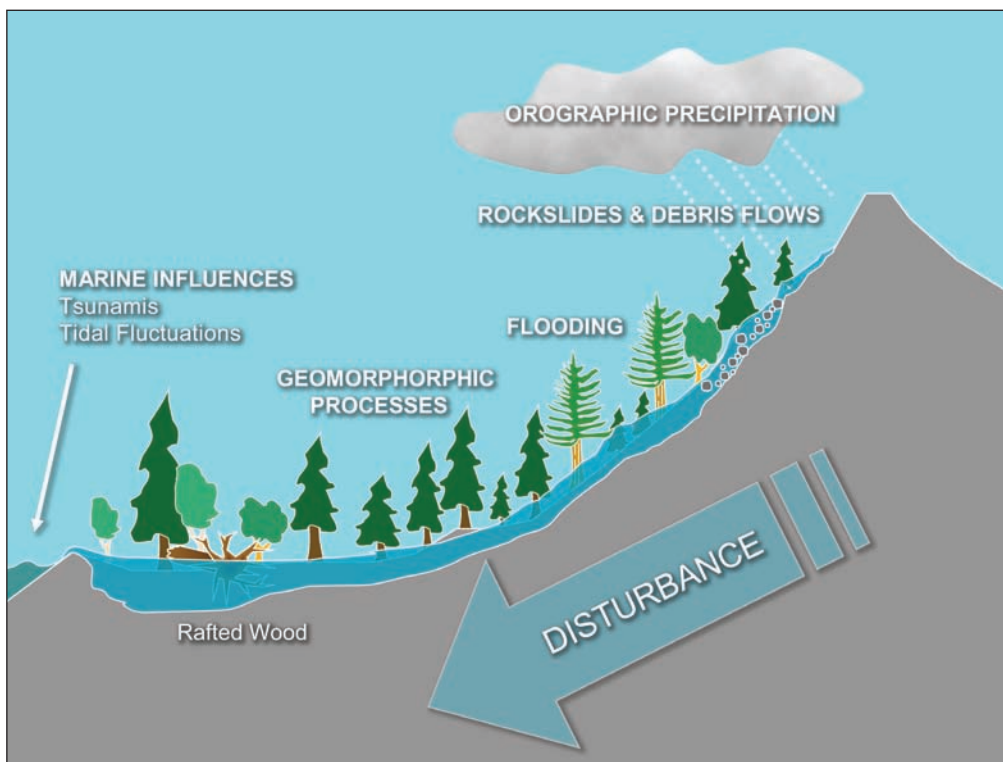 OROGRAPHIC PRECIPITATION
ROCKSLIDES & DEBRIS FLOWS
MARINE INFLUENCES
Tsunamis
Tidal Fluctuations
FLOODING
GEOMORPHORPHIC
PROCESSES
DISTURBANCE
Rafted Wood